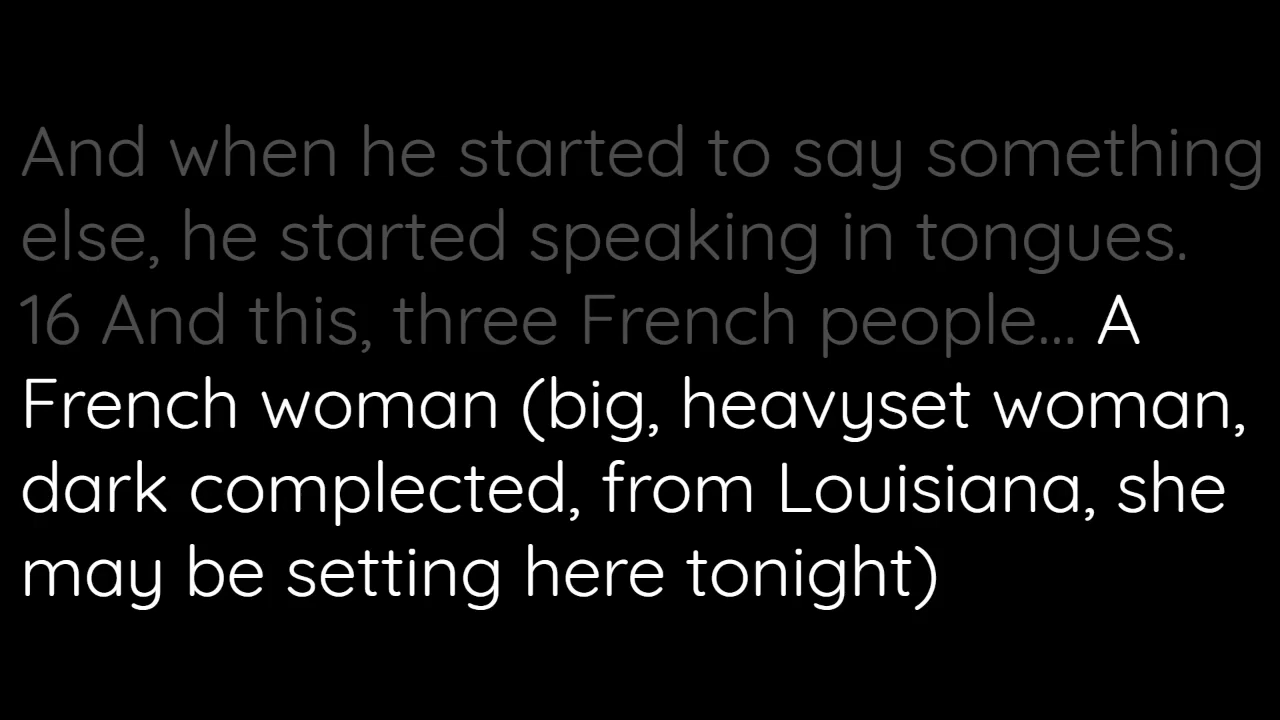 And when he started to say something
else, he started speaking in tongues.
16 And this, three French people... A
French woman (big, heavyset woman,
dark complected, from Louisiana, she
may be setting here tonight)